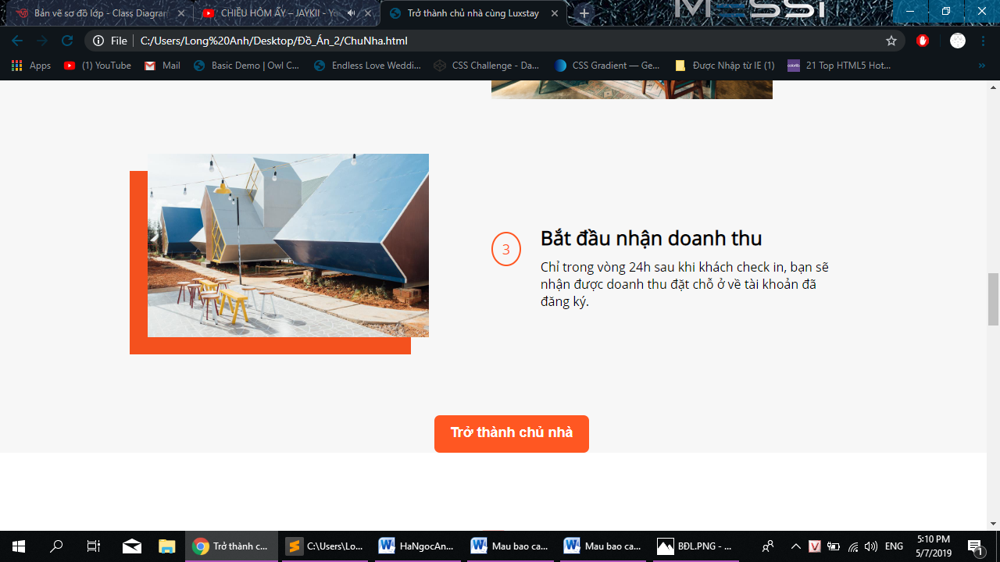 Bản vẽ sơ đồ lớp - Class Diagram
CHIỀU HÔM ẤY – JAYKII - Yo
Trở thành chủ nhà cùng Luxstay
MESSI
File
C:/Users/Long%20Anh/Desktop/Đồ_Án_2/ChuNha.html
Apps
(1) YouTube
Mail
Basic Demo | Owl C...
Endless Love Weddi...
CSS Challenge - Da...
CSS Gradient — Ge...
Được Nhập từ IE (1)
21 Top HTML5 Hot...
3
Bắt đầu nhận doanh thu
Chỉ trong vòng 24h sau khi khách check in, bạn sẽ
nhận được doanh thu đặt chỗ ở về tài khoản đã
đăng ký.
Trở thành chủ nhà
Trở thành c...
C:\Users\Lo...
HaNgocAn...
Mau bao ca...
Mau bao ca...
BĐL.PNG - ...
ENG
5:10 PM
5/7/2019
1